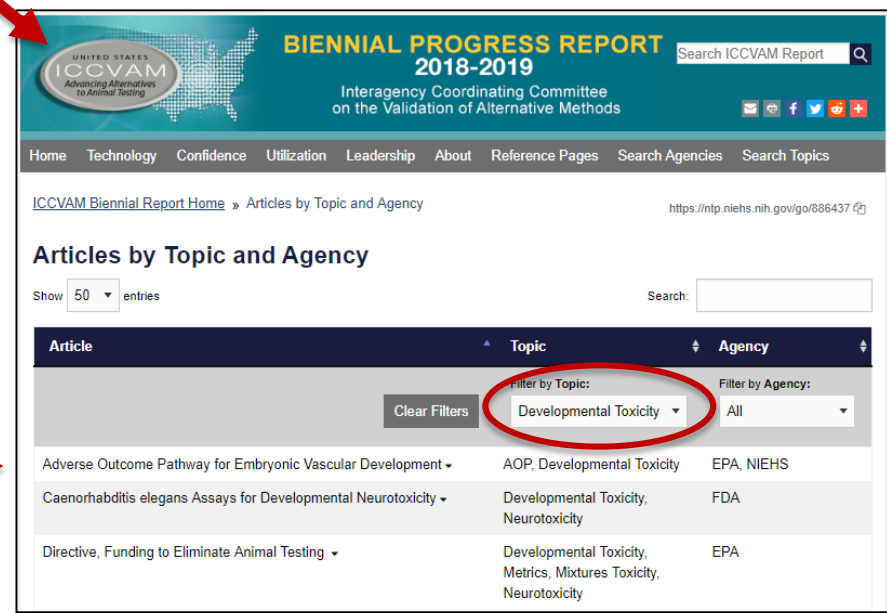 UNITED STATES
ICCVAM
Advancing Alternatives
to Animal Testing
BIENNIAL PROGRESS REPORT
2018-2019
Interagency Coordinating Committee
on the Validation of Alternative Methods
Search ICCVAM Report
Home Technology Confidence Utilization Leadership About Reference Pages Search Agencies Search Topics
ICCVAM Biennial Report Home » Articles by Topic and Agency
https://ntp.niehs.nih.gov/go/886437
Articles by Topic and Agency
Show 50 entries
Search:
Article Topic Agency
Filter by Topic: Filter by Agency:
Clear Filters Developmental Toxicity All
Adverse Outcome Pathway for Embryonic Vascular Development AOP, Developmental Toxicity EPA, NIEHS
Caenorhabditis elegans Assays for Developmental Neurotoxicity Developmental Toxicity, FDA
Neurotoxicity
Directive, Funding to Eliminate Animal Testing Developmental Toxicity, EPA
Metrics, Mixtures Toxicity,
Neurotoxicity